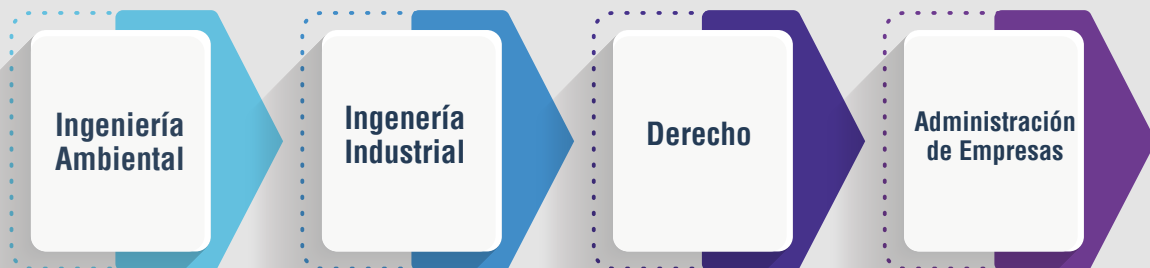 Ingeniería
Ambiental
Ingenería
Industrial
Derecho
Administración
de Empresas